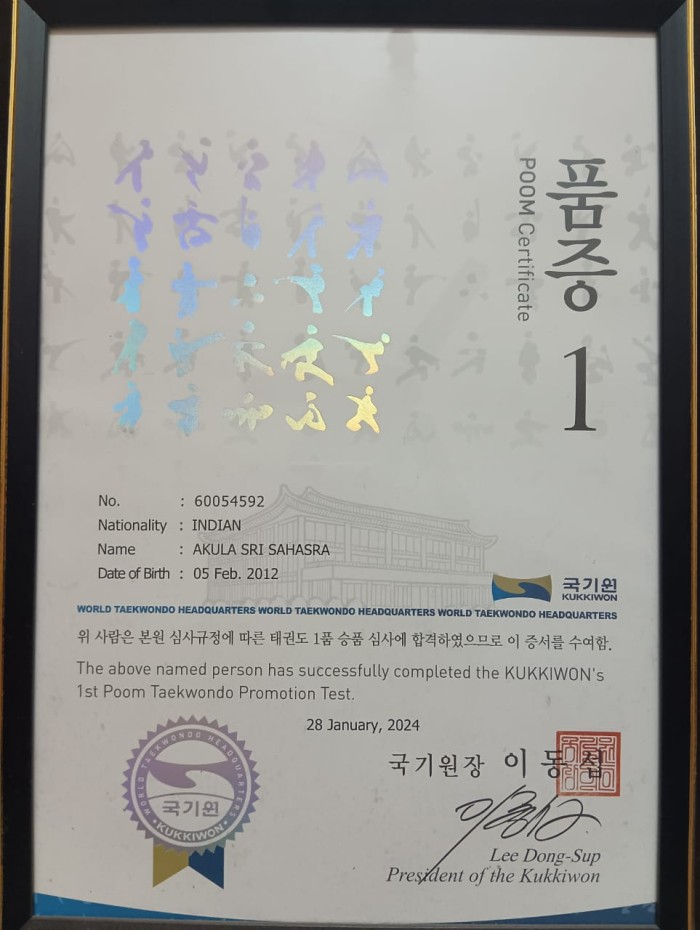 품증 1
POOM Certificate
No. : 60054592
Nationality : INDIAN
Name : AKULA SRI SAHASRA
Date of Birth : 05 Feb. 2012
국기원
KUKKIWON
WORLD TAEKWONDO HEADQUARTERS WORLD TAEKWONDO HEADQUARTERS WORLD TAEKWONDO HEADQUARTERS
위 사람은 본원 심사규정에 따른 태권도 1품 승품 심사에 합격하였으므로 이 증서를 수여함.
The above named person has successfully completed the KUKKIWON's
1st Poom Taekwondo Promotion Test.
28 January, 2024
국기원장 이동섭
Lee Dong-Sup
President of the Kukkiwon
WORLD TAEKWONDO HEADQUARTERS
국기원
KUKKIWON